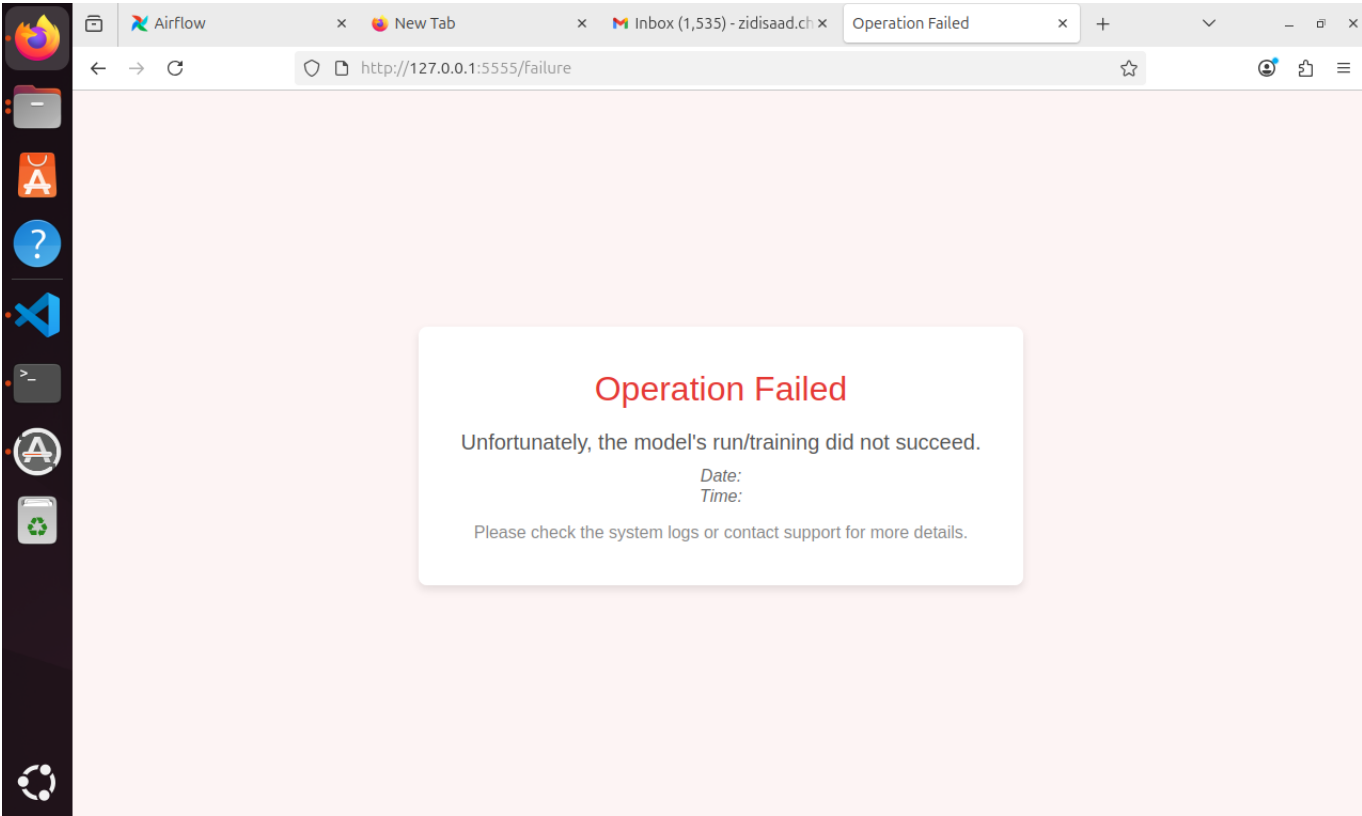 Airflow
New Tab
Inbox (1,535) - zidisaad.ch
Operation Failed
http://127.0.0.1:5555/failure
Operation Failed
Unfortunately, the model's run/training did not succeed.
Date:
Time:
Please check the system logs or contact support for more details.